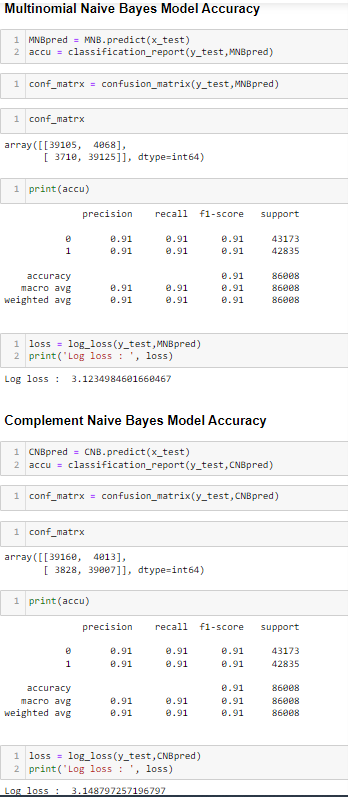 Multinomial Naive Bayes Model Accuracy
1 MNBpred = MNB.predict(x_test)
2 accu = classification_report(y_test,MNBpred)
1 conf_matrx = confusion_matrix(y_test,MNBpred)
1 conf_matrx
array([[39105, 4068],
[ 3710, 39125]], dtype=int64)
1 print(accu)
precision recall f1-score support
0 0.91 0.91 0.91 43173
1 0.91 0.91 0.91 42835
accuracy 0.91 86008
macro avg 0.91 0.91 0.91 86008
weighted avg 0.91 0.91 0.91 86008
1 loss = log_loss(y_test,MNBpred)
2 print('Log loss : ', loss)
Log loss :  3.1234984601660467
Complement Naive Bayes Model Accuracy
1 CNBpred = CNB.predict(x_test)
2 accu = classification_report(y_test,CNBpred)
1 conf_matrx = confusion_matrix(y_test,CNBpred)
1 conf_matrx
array([[39160, 4013],
[ 3828, 39007]], dtype=int64)
1 print(accu)
precision recall f1-score support
0 0.91 0.91 0.91 43173
1 0.91 0.91 0.91 42835
accuracy 0.91 86008
macro avg 0.91 0.91 0.91 86008
weighted avg 0.91 0.91 0.91 86008
1 loss = log_loss(y_test,CNBpred)
2 print('Log loss : ', loss)
Log loss :  3.148797257196797